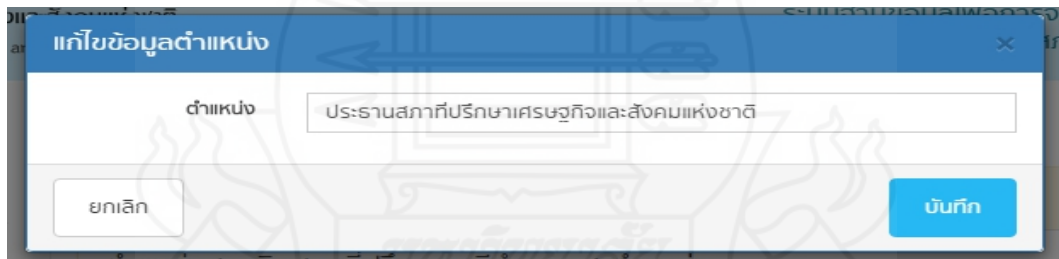 แก้ไขข้อมูลตำแหน่ง
×
ตำแหน่ง
ประธานสภาที่ปรึกษาเศรษฐกิจและสังคมแห่งชาติ
ยกเลิก
บันทึก